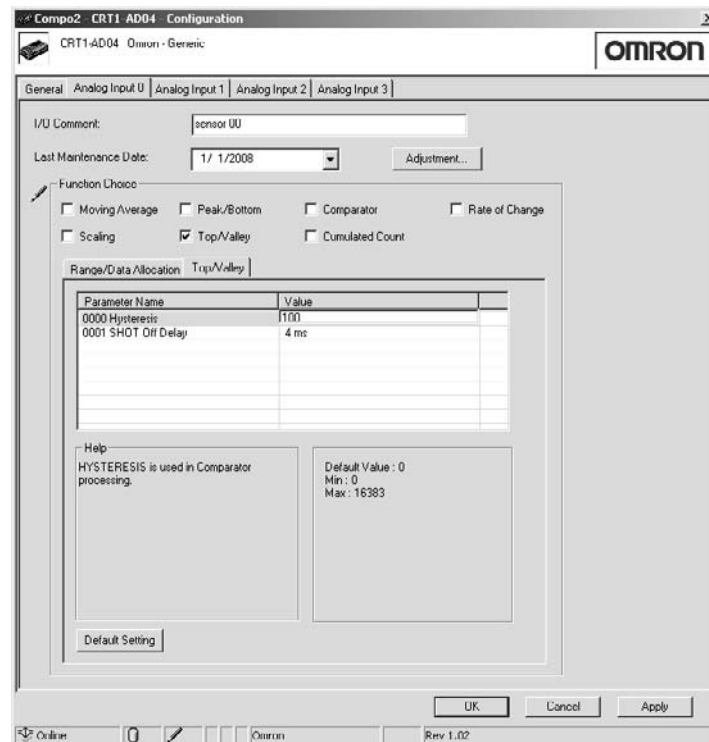 Compo2 - CRT1-AD04 - Configuration
CRT1-AD04 Omron - Generic
OMRON
General Analog Input 0 Analog Input 1 Analog Input 2 Analog Input 3
I/O Comment: sensor 00
Last Maintenance Date: 1/ 1/2008 Adjustment...
Function Choice
Moving Average Peak/Bottom Comparator Rate of Change
Scaling Top/Valley Cumulated Count
Range/Data Allocation Top/Valley
Parameter Name Value
0000 Hysteresis 100
0001 SHOT Off Delay 4 ms
Help
HYSTERESIS is used in Comparator
processing.
Default Value : 0
Min : 0
Max : 16383
Default Setting
OK Cancel Apply
Online Omron Rev 1.02